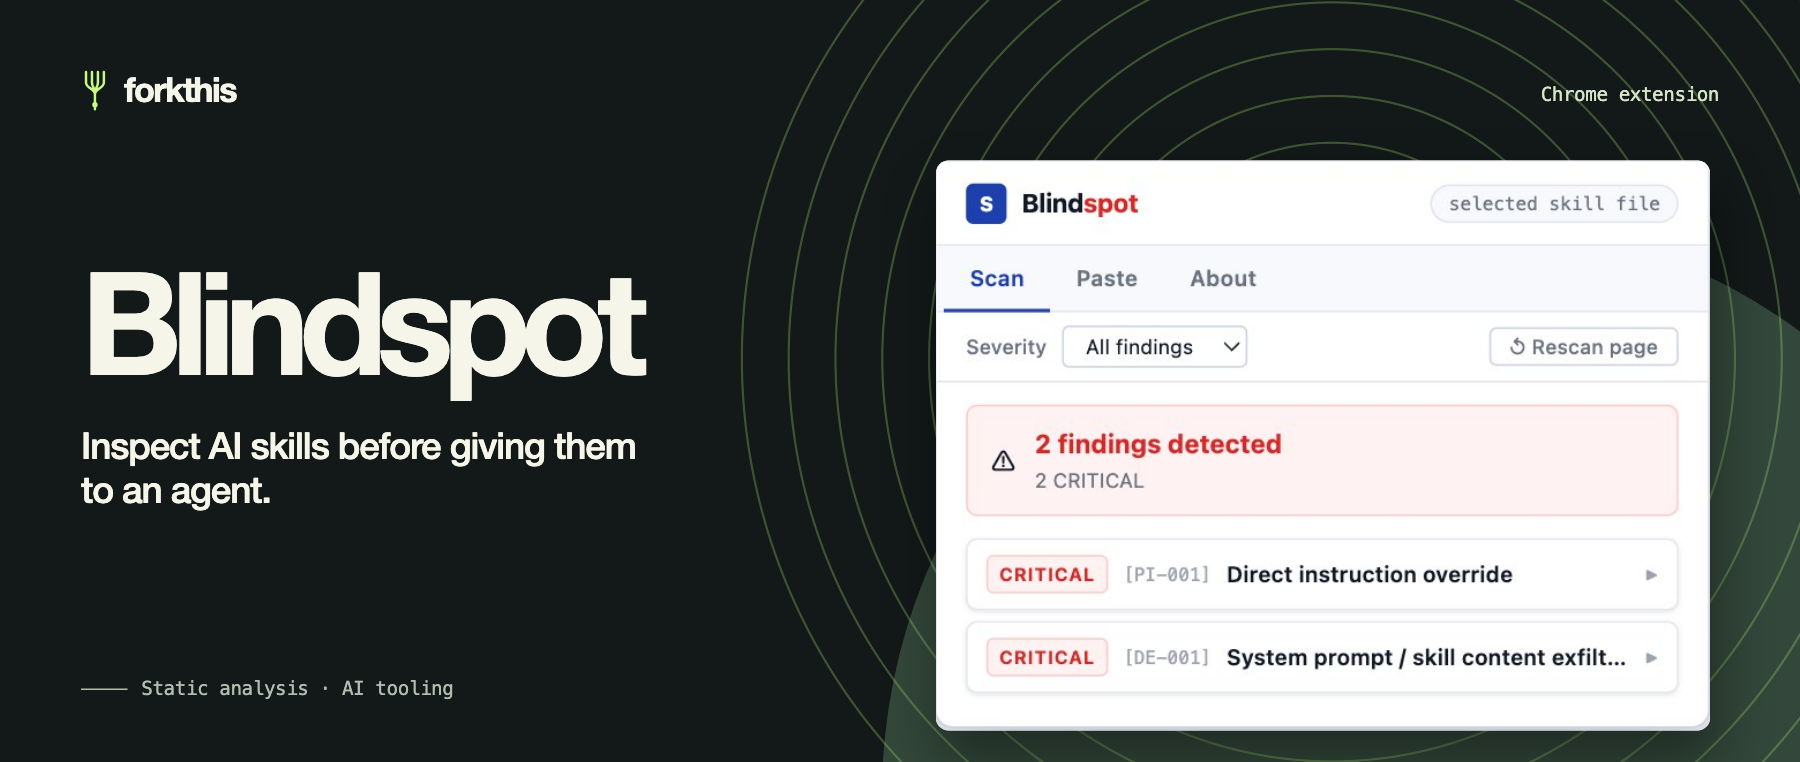 forkthis
Chrome extension
Blindspot
Inspect AI skills before giving them
to an agent.
Static analysis · AI tooling
S Blindspot
selected skill file
Scan Paste About
Severity All findings Rescan page
2 findings detected
2 CRITICAL
CRITICAL [PI-001] Direct instruction override
CRITICAL [DE-001] System prompt / skill content exfilt...